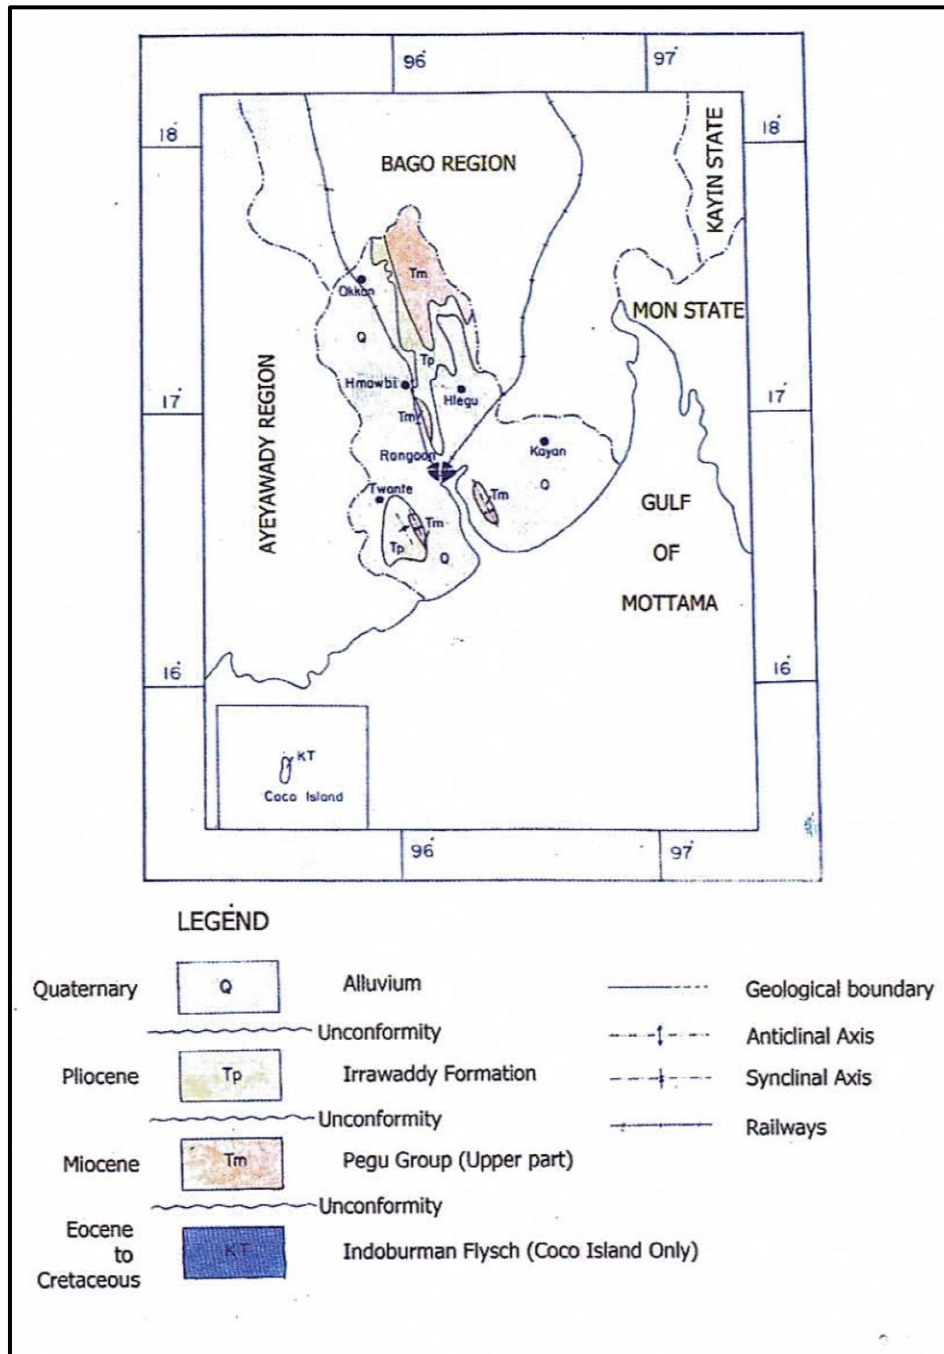 96°
97°
18°
18°
BAGO REGION
KAYIN STATE
Tm
Okkan
MON STATE
Q
Tp
Hmawbi
Hlegu
17°
17°
AYEYAWADY REGION
Tm
Rangoon
Kayan
Twante
Tm
Q
GULF
OF
MOTTAMA
Tm
Tp
Q
16°
16°
KT
Coco Island
96°
97°
LEGEND
Quaternary Q Alluvium
Unconformity
Pliocene Tp Irrawaddy Formation
Unconformity
Miocene Tm Pegu Group (Upper part)
Unconformity
Eocene
to
Cretaceous
KT Indoburman Flysch (Coco Island Only)
Geological boundary
Anticlinal Axis
Synclinal Axis
Railways